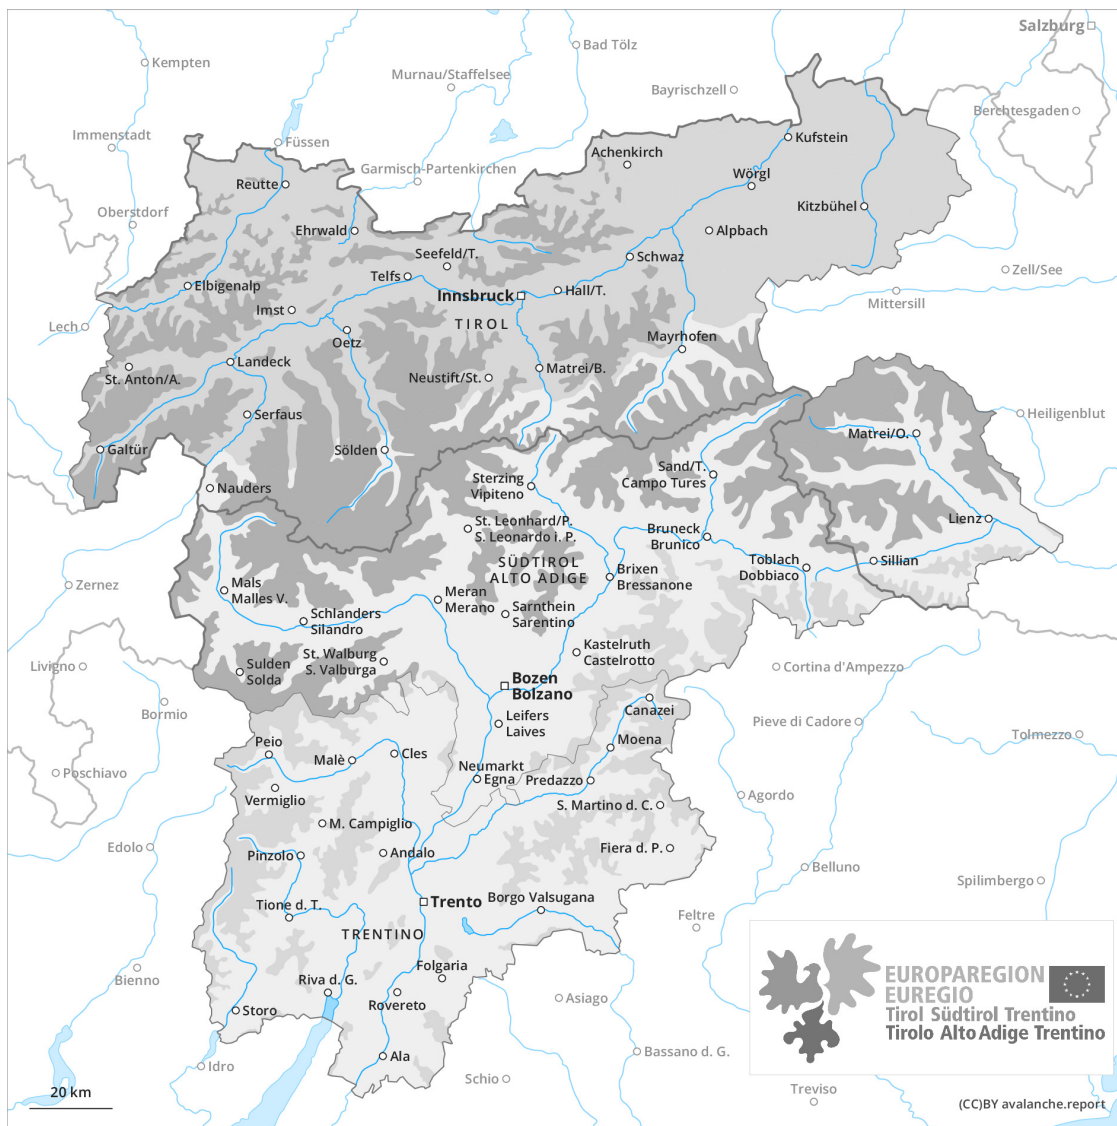 Salzburg
Bad Tölz
Kempten
Murnau/Staffelsee
Bayrischzell
Berchtesgaden
Immenstadt
Füssen
Kufstein
Achenkirch
Garmisch-Partenkirchen
Wörgl
Reutte
Oberstdorf
Kitzbühel
Ehrwald
Alpbach
Seefeld/T.
Schwaz
Zell/See
Telfs
Elbigenalp
Hall/T.
Innsbruck
Mittersill
Imst
TIROL
Lech
Mayrhofen
Oetz
Landeck
Matrei/B.
St. Anton/A.
Neustift/St.
Serfaus
Heiligenblut
Matrei/O.
Galtür
Sölden
Sand/T.
Campo Tures
Sterzing
Vipiteno
Nauders
Lienz
St. Leonhard/P.
S. Leonardo i. P.
Bruneck
Brunico
SÜDTIROL
ALTO ADIGE
Toblach
Dobbiaco
Sillian
Brixen
Bressanone
Zernez
Mals
Malles V.
Meran
Merano
Sarnthein
Sarentino
Schlanders
Silandro
Kastelruth
Castelrotto
St. Walburg
S. Valburga
Livigno
Sulden
Solda
Cortina d'Ampezzo
Bozen
Bolzano
Bormio
Canazei
Leifers
Laives
Pieve di Cadore
Tolmezzo
Peio
Malè
Cles
Moena
Poschiavo
Neumarkt
Egna
Predazzo
Vermiglio
Agordo
S. Martino d. C.
M. Campiglio
Edolo
Pinzolo
Andalo
Fiera d. P.
Belluno
Spilimbergo
Tione d. T.
Trento
Borgo Valsugana
Feltre
TRENTINO
Bienno
Folgaria
Riva d. G.
Rovereto
Asiago
Storo
EUROPAREGION
EUREGIO
Tirol Südtirol Trentino
Tirolo Alto Adige Trentino
Ala
Idro
Bassano d. G.
Schio
Treviso
20 km
(CC)BY avalanche.report